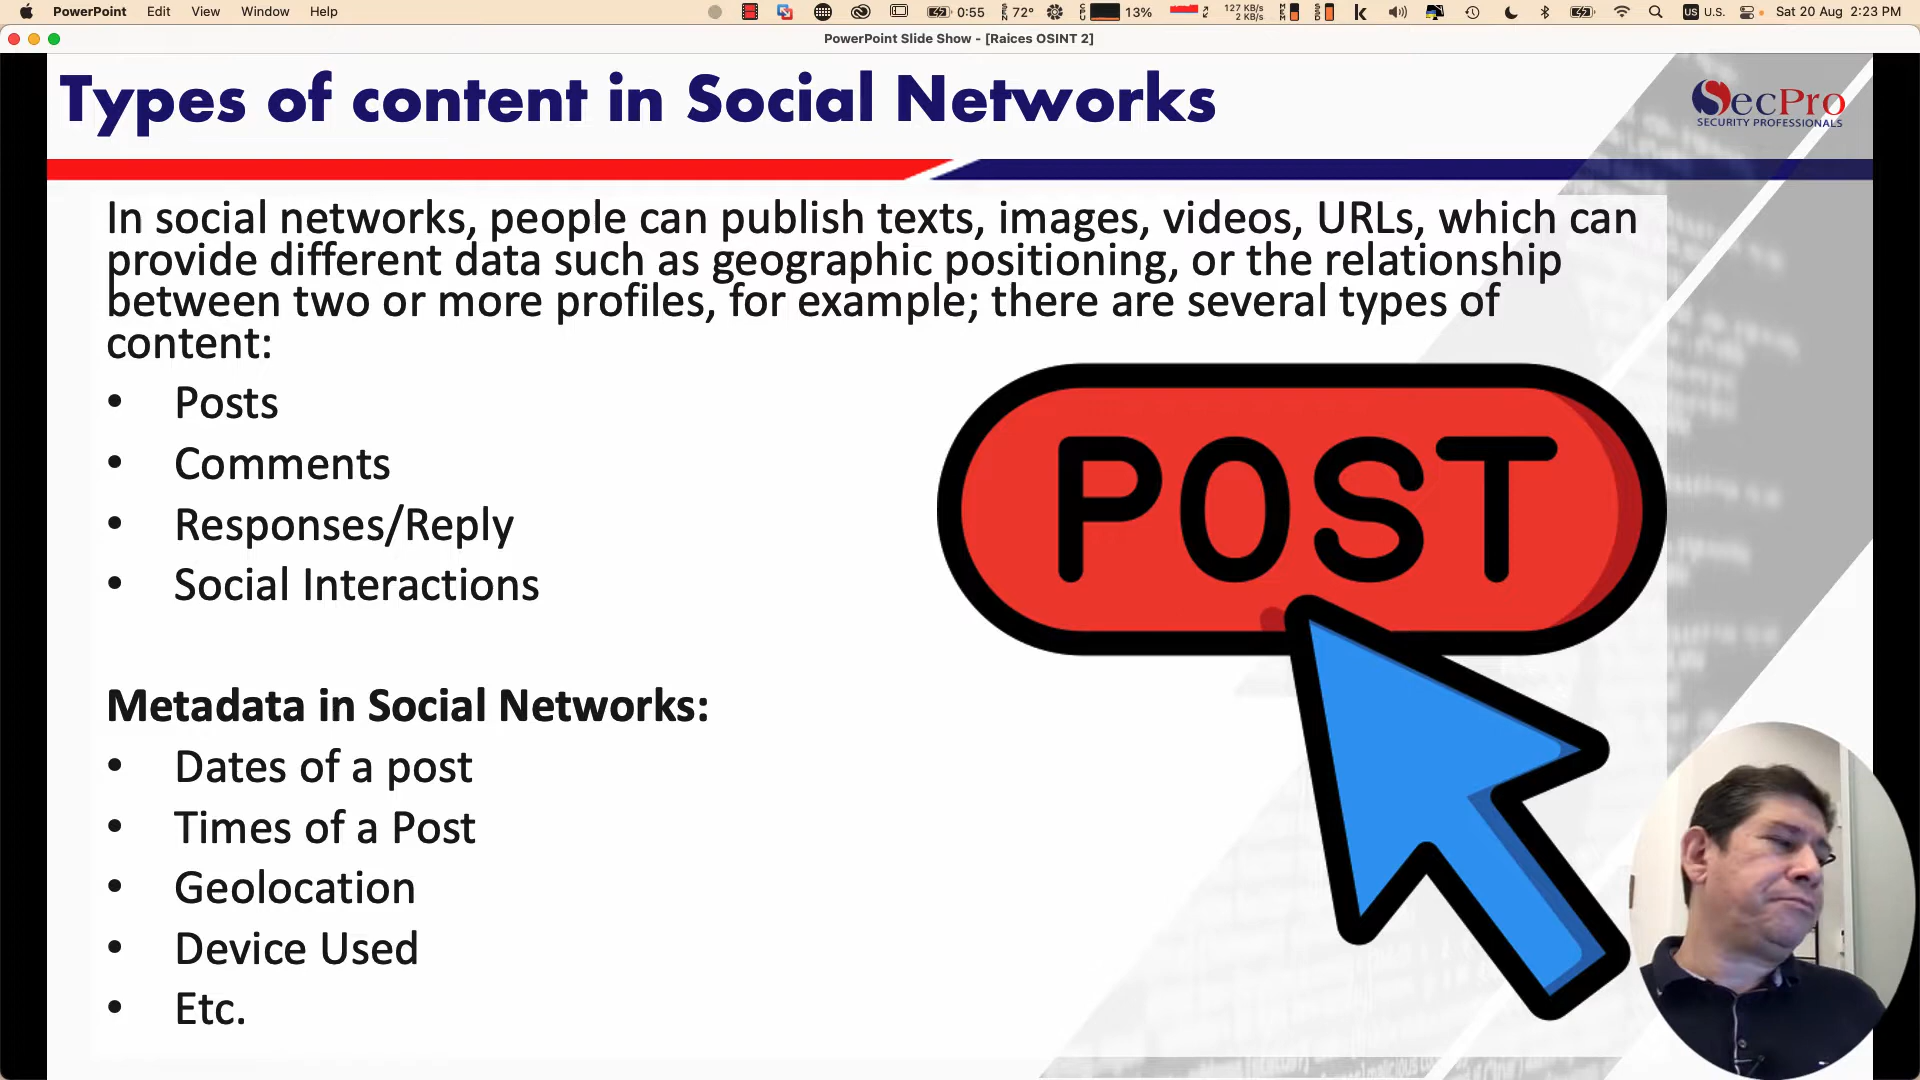 PowerPoint Edit View Window Help 0:55 72° 13% 127 KB/s 2 KB/s U.S. Sat 20 Aug 2:23 PM
PowerPoint Slide Show - [Raices OSINT 2]
Types of content in Social Networks
SecPro
SECURITY PROFESSIONALS
In social networks, people can publish texts, images, videos, URLs, which can
provide different data such as geographic positioning, or the relationship
between two or more profiles, for example; there are several types of
content:
• Posts
• Comments
• Responses/Reply
• Social Interactions
POST
Metadata in Social Networks:
• Dates of a post
• Times of a Post
• Geolocation
• Device Used
• Etc.